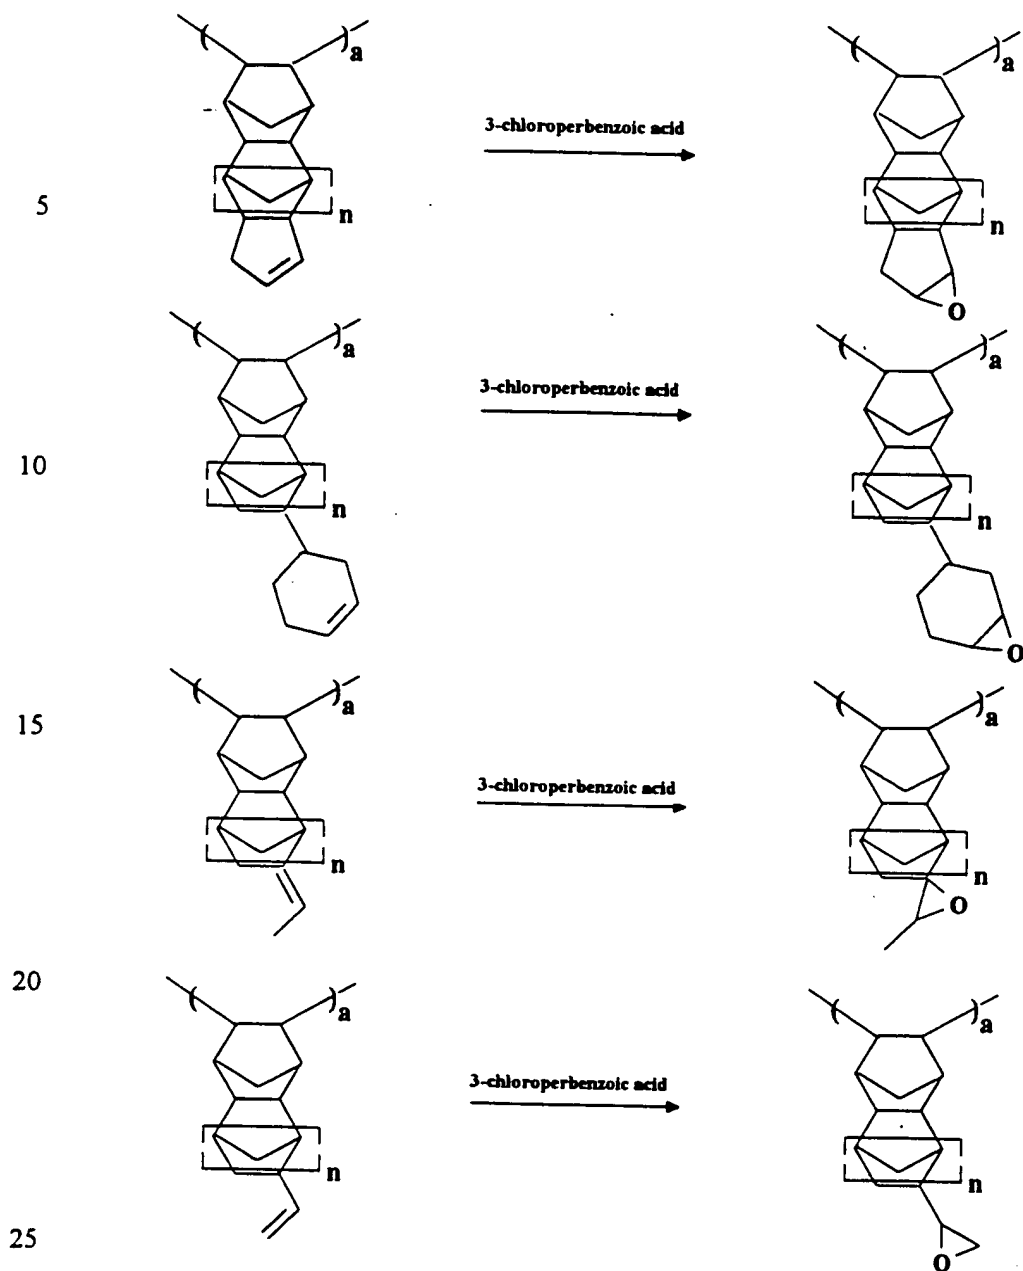 ( ) a ( ) a
3-chloroperbenzoic acid
5 n n
O
( ) a ( ) a
3-chloroperbenzoic acid
10 n n
O
( ) a ( ) a
15
3-chloroperbenzoic acid
n n
O
20
( ) a ( ) a
3-chloroperbenzoic acid
n n
25 O